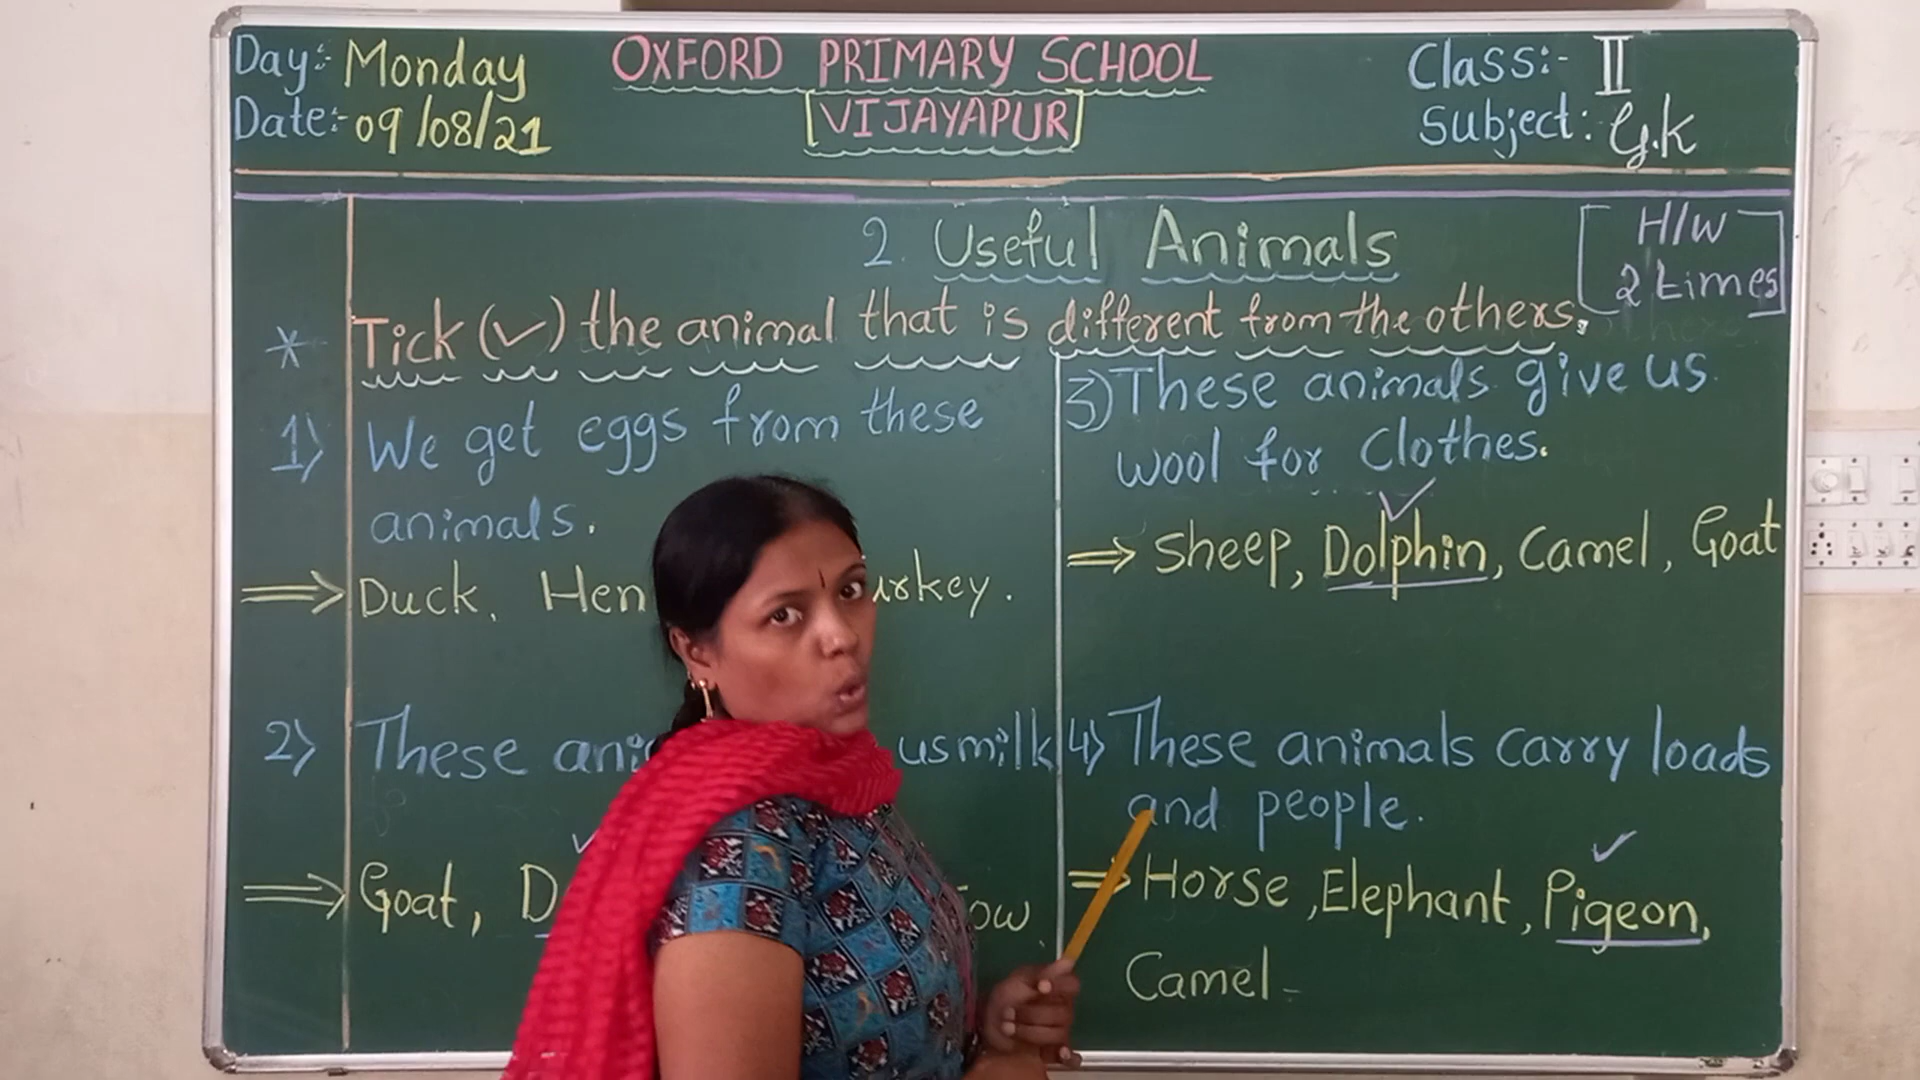 Day:- Monday
Date:- 09/08/21
OXFORD PRIMARY SCHOOL
[VIJAYAPUR]
Class:- II
Subject: G.K
2. Useful Animals
[H/W
2 times]
* Tick (✓) the animal that is different from the others.
1) We get eggs from these
animals.
⇒ Duck, Hen
2) These us milk
⇒ Goat,
3) These animals give us
wool for clothes.
✓
⇒ Sheep, Dolphin, Camel, Goat
4) These animals carry loads
and people.
✓
⇒ Horse, Elephant, Pigeon,
Camel